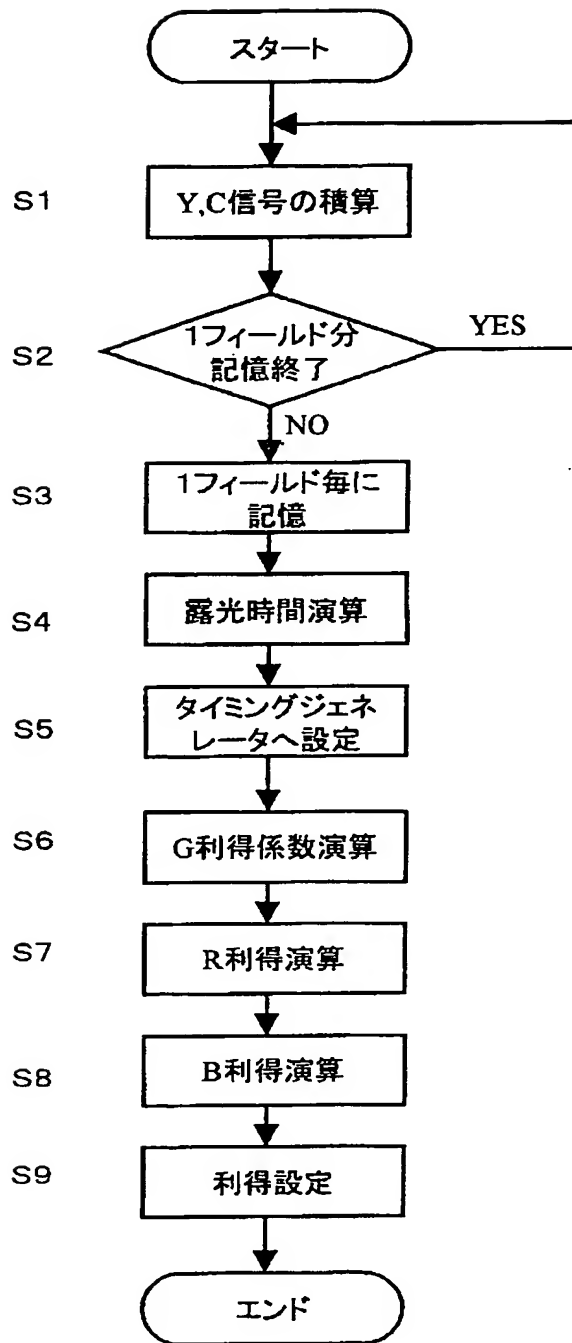 スタート
S1
Y,C信号の積算
S2
1フィールド分
記憶終了
YES
NO
S3
1フィールド毎に
記憶
S4
露光時間演算
S5
タイミングジェネ
レータへ設定
S6
G利得係数演算
S7
R利得演算
S8
B利得演算
S9
利得設定
エンド